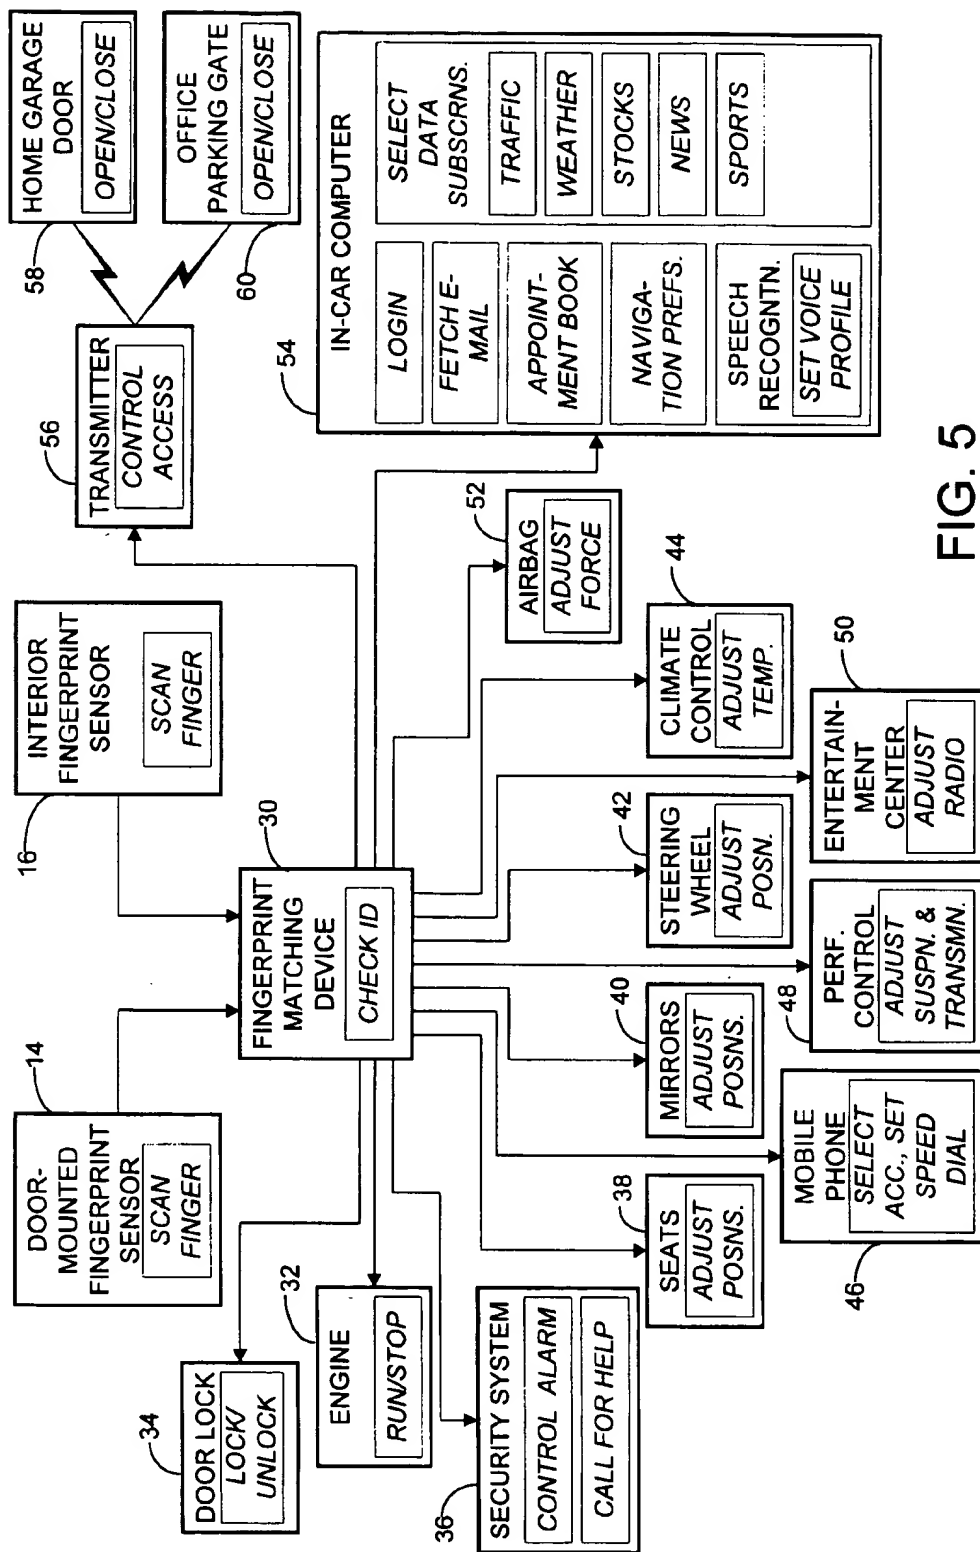 DOOR-
MOUNTED
FINGERPRINT
SENSOR
SCAN
FINGER
14
INTERIOR
FINGERPRINT
SENSOR
SCAN
FINGER
16
TRANSMITTER
CONTROL
ACCESS
56
HOME GARAGE
DOOR
OPEN/CLOSE
58
OFFICE
PARKING GATE
OPEN/CLOSE
60
DOOR LOCK
LOCK/
UNLOCK
34
FINGERPRINT
MATCHING
DEVICE
CHECK ID
30
ENGINE
RUN/STOP
32
IN-CAR COMPUTER
54
LOGIN
FETCH E-
MAIL
APPOINT-
MENT BOOK
NAVIGA-
TION PREFS.
SPEECH
RECOGNTN.
SET VOICE
PROFILE
SELECT
DATA
SUBSCRNS.
TRAFFIC
WEATHER
STOCKS
NEWS
SPORTS
SECURITY SYSTEM
CONTROL ALARM
CALL FOR HELP
36
AIRBAG
ADJUST
FORCE
52
SEATS
ADJUST
POSNS.
38
MIRRORS
ADJUST
POSNS.
40
STEERING
WHEEL
ADJUST
POSN.
42
CLIMATE
CONTROL
ADJUST
TEMP.
44
MOBILE
PHONE
SELECT
ACC., SET
SPEED
DIAL
46
PERF.
CONTROL
ADJUST
SUSPN. &
TRANSMN.
48
ENTERTAIN-
MENT
CENTER
ADJUST
RADIO
50
FIG. 5